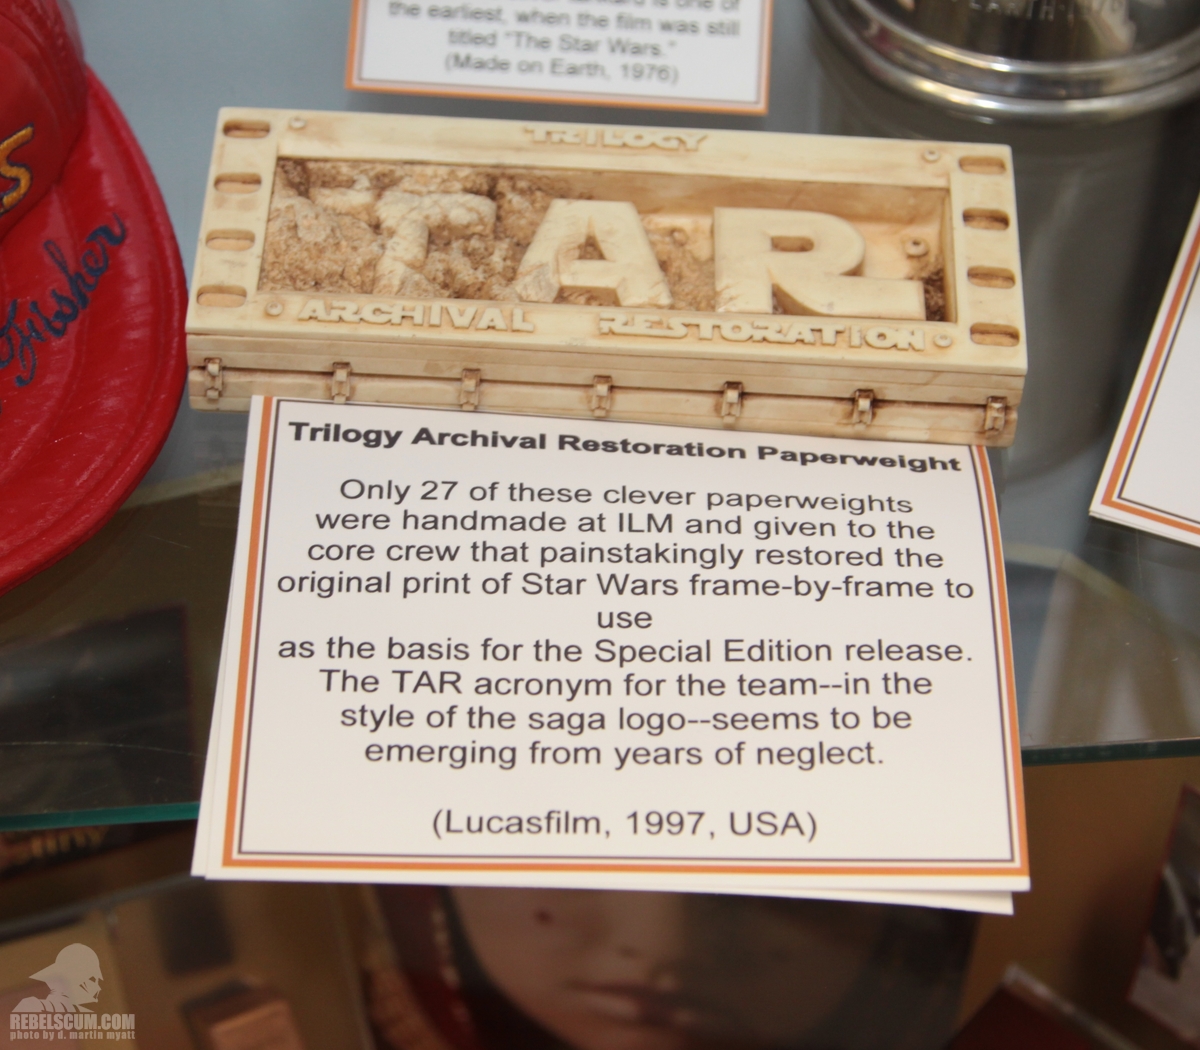 the earliest, when the film was still
titled "The Star Wars."
(Made on Earth, 1976)
TRILOGY
TAR
ARCHIVAL RESTORATION
S
Fisher
Trilogy Archival Restoration Paperweight
Only 27 of these clever paperweights
were handmade at ILM and given to the
core crew that painstakingly restored the
original print of Star Wars frame-by-frame to
use
as the basis for the Special Edition release.
The TAR acronym for the team--in the
style of the saga logo--seems to be
emerging from years of neglect.
(Lucasfilm, 1997, USA)
REBELSCUM.COM
photo by d. martin myatt